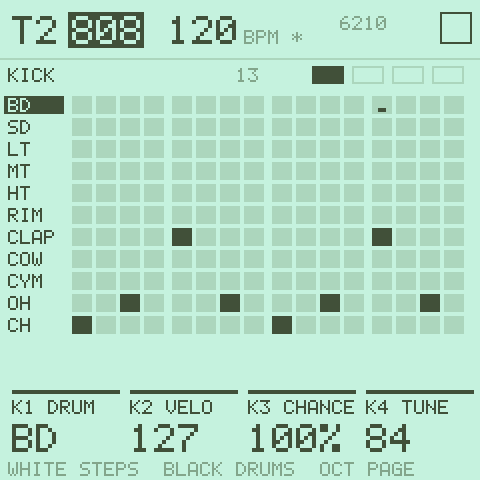 T2 808 120 BPM * 6210
KICK 13
BD
SD
LT
MT
HT
RIM
CLAP
COW
CYM
OH
CH
K1 DRUM K2 VELO K3 CHANCE K4 TUNE
BD 127 100% 84
WHITE STEPS BLACK DRUMS OCT PAGE